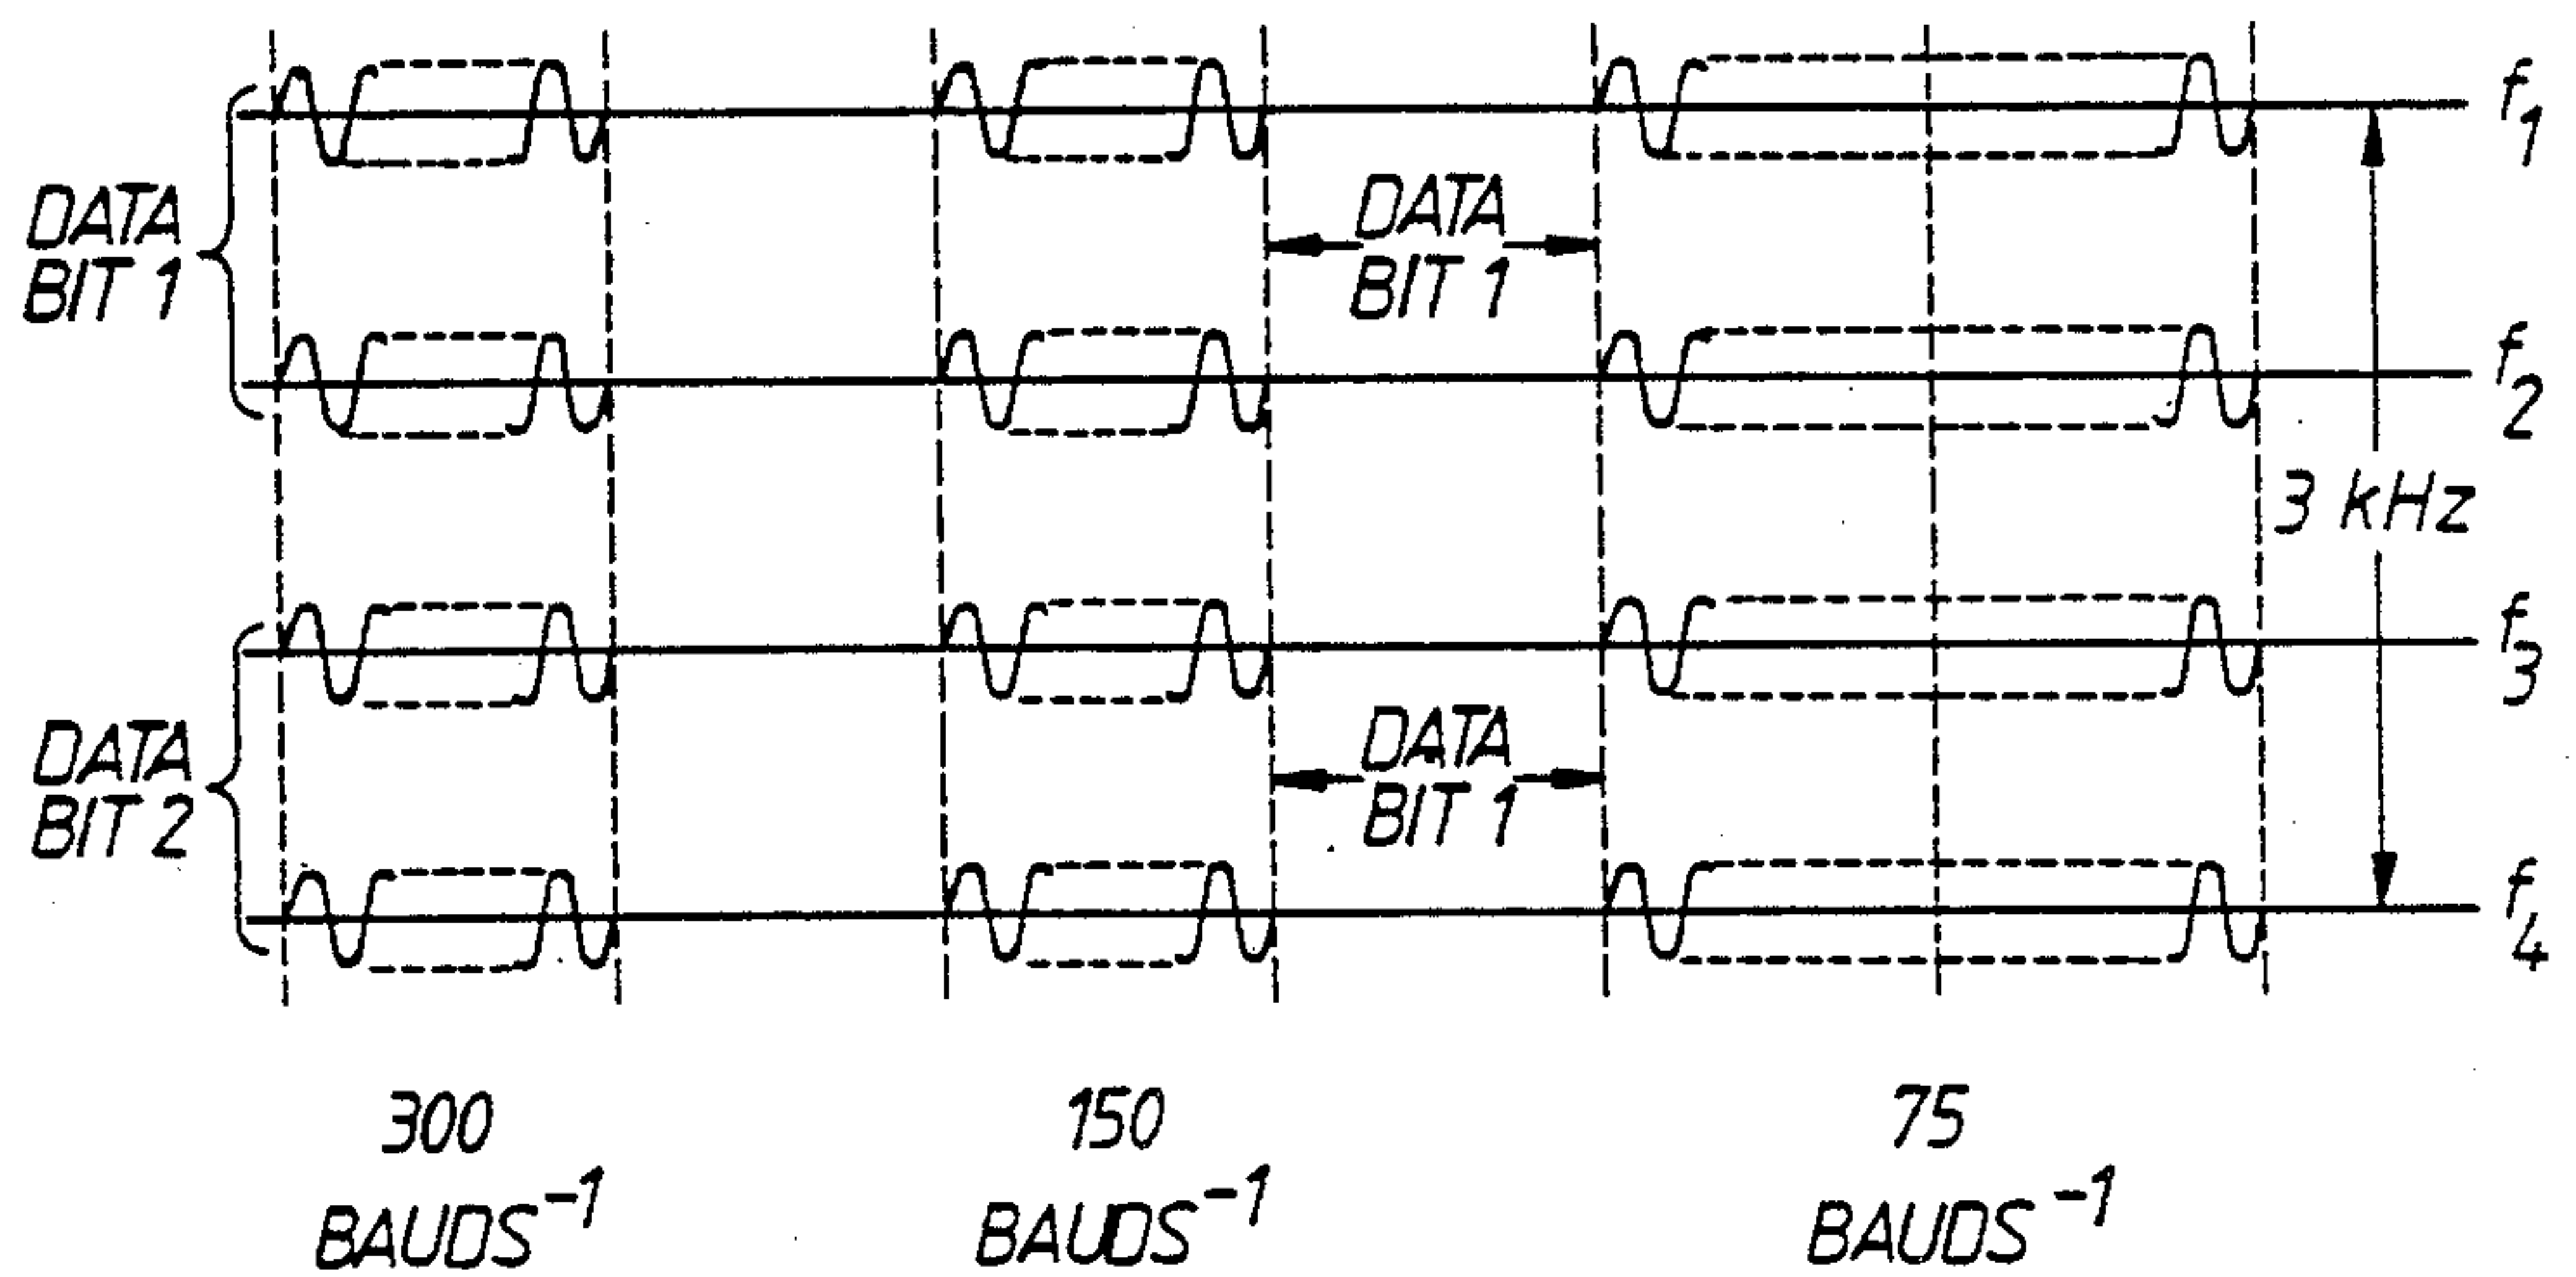 f1
DATA
BIT 1
DATA
BIT 1
f2
3 kHz
f3
DATA
BIT 2
DATA
BIT 1
f4
300
BAUDS⁻¹
150
BAUDS⁻¹
75
BAUDS⁻¹